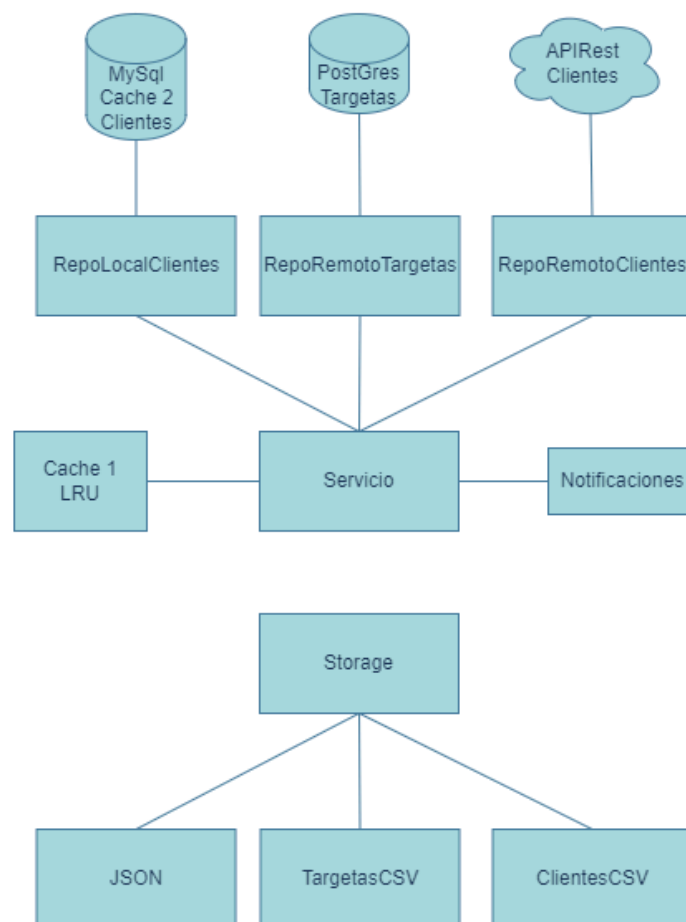 MySql
Cache 2
Clientes
PostGres
Targetas
APIRest
Clientes
RepoLocalClientes
RepoRemotoTargetas
RepoRemotoClientes
Cache 1
LRU
Servicio
Notificaciones
Storage
JSON
TargetasCSV
ClientesCSV